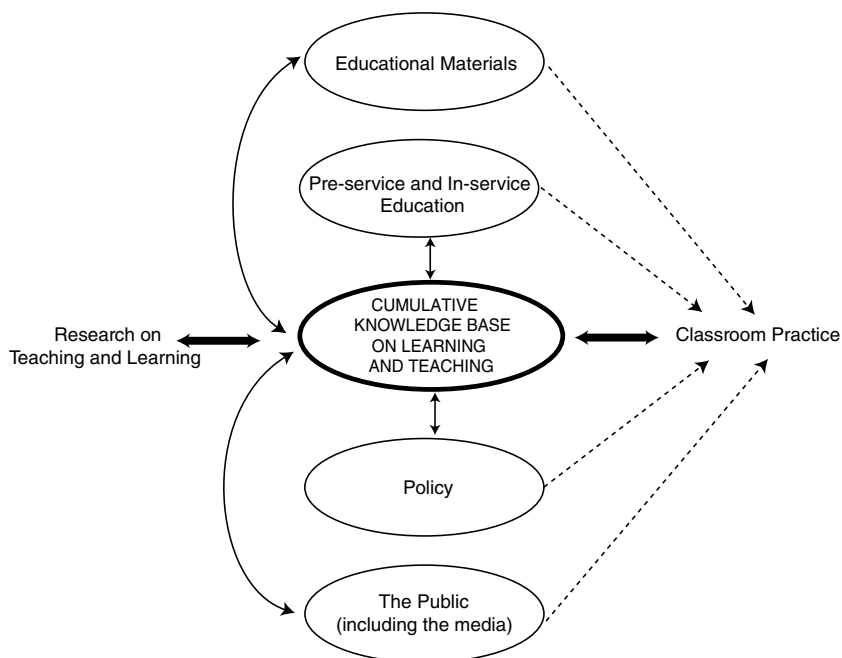 Educational Materials
Pre-service and In-service
Education
CUMULATIVE
KNOWLEDGE BASE
ON LEARNING
AND TEACHING
Research on
Teaching and Learning
Classroom Practice
Policy
The Public
(including the media)